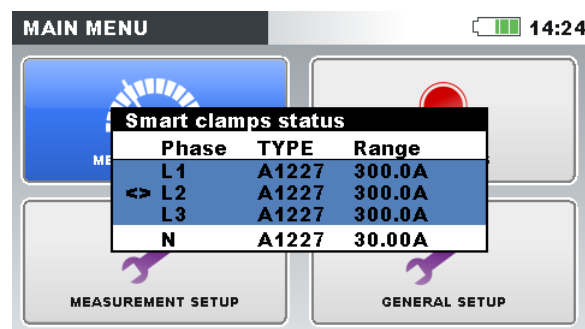 MAIN MENU 14:24
Smart clamps status
Phase TYPE Range
L1 A1227 300.0A
<> L2 A1227 300.0A
L3 A1227 300.0A
N A1227 30.00A
MEASUREMENT SETUP GENERAL SETUP